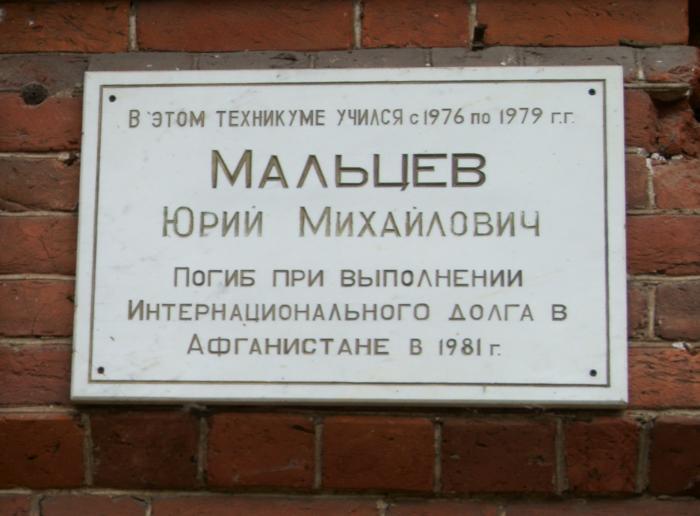 В ЭТОМ ТЕХНИКУМЕ УЧИЛСЯ с 1976 по 1979 г.г.
МАЛЬЦЕВ
ЮРИЙ МИХАЙЛОВИЧ
ПОГИБ ПРИ ВЫПОЛНЕНИИ
ИНТЕРНАЦИОНАЛЬНОГО ДОЛГА В
АФГАНИСТАНЕ В 1981 г.